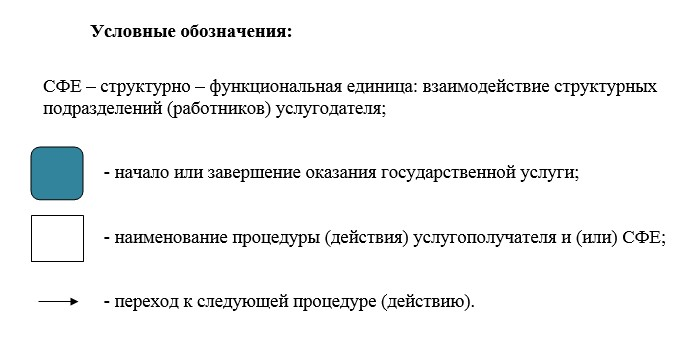 Условные обозначения:
СФЕ – структурно – функциональная единица: взаимодействие структурных
подразделений (работников) услугодателя;
- начало или завершение оказания государственной услуги;
- наименование процедуры (действия) услугополучателя и (или) СФЕ;
- переход к следующей процедуре (действию).